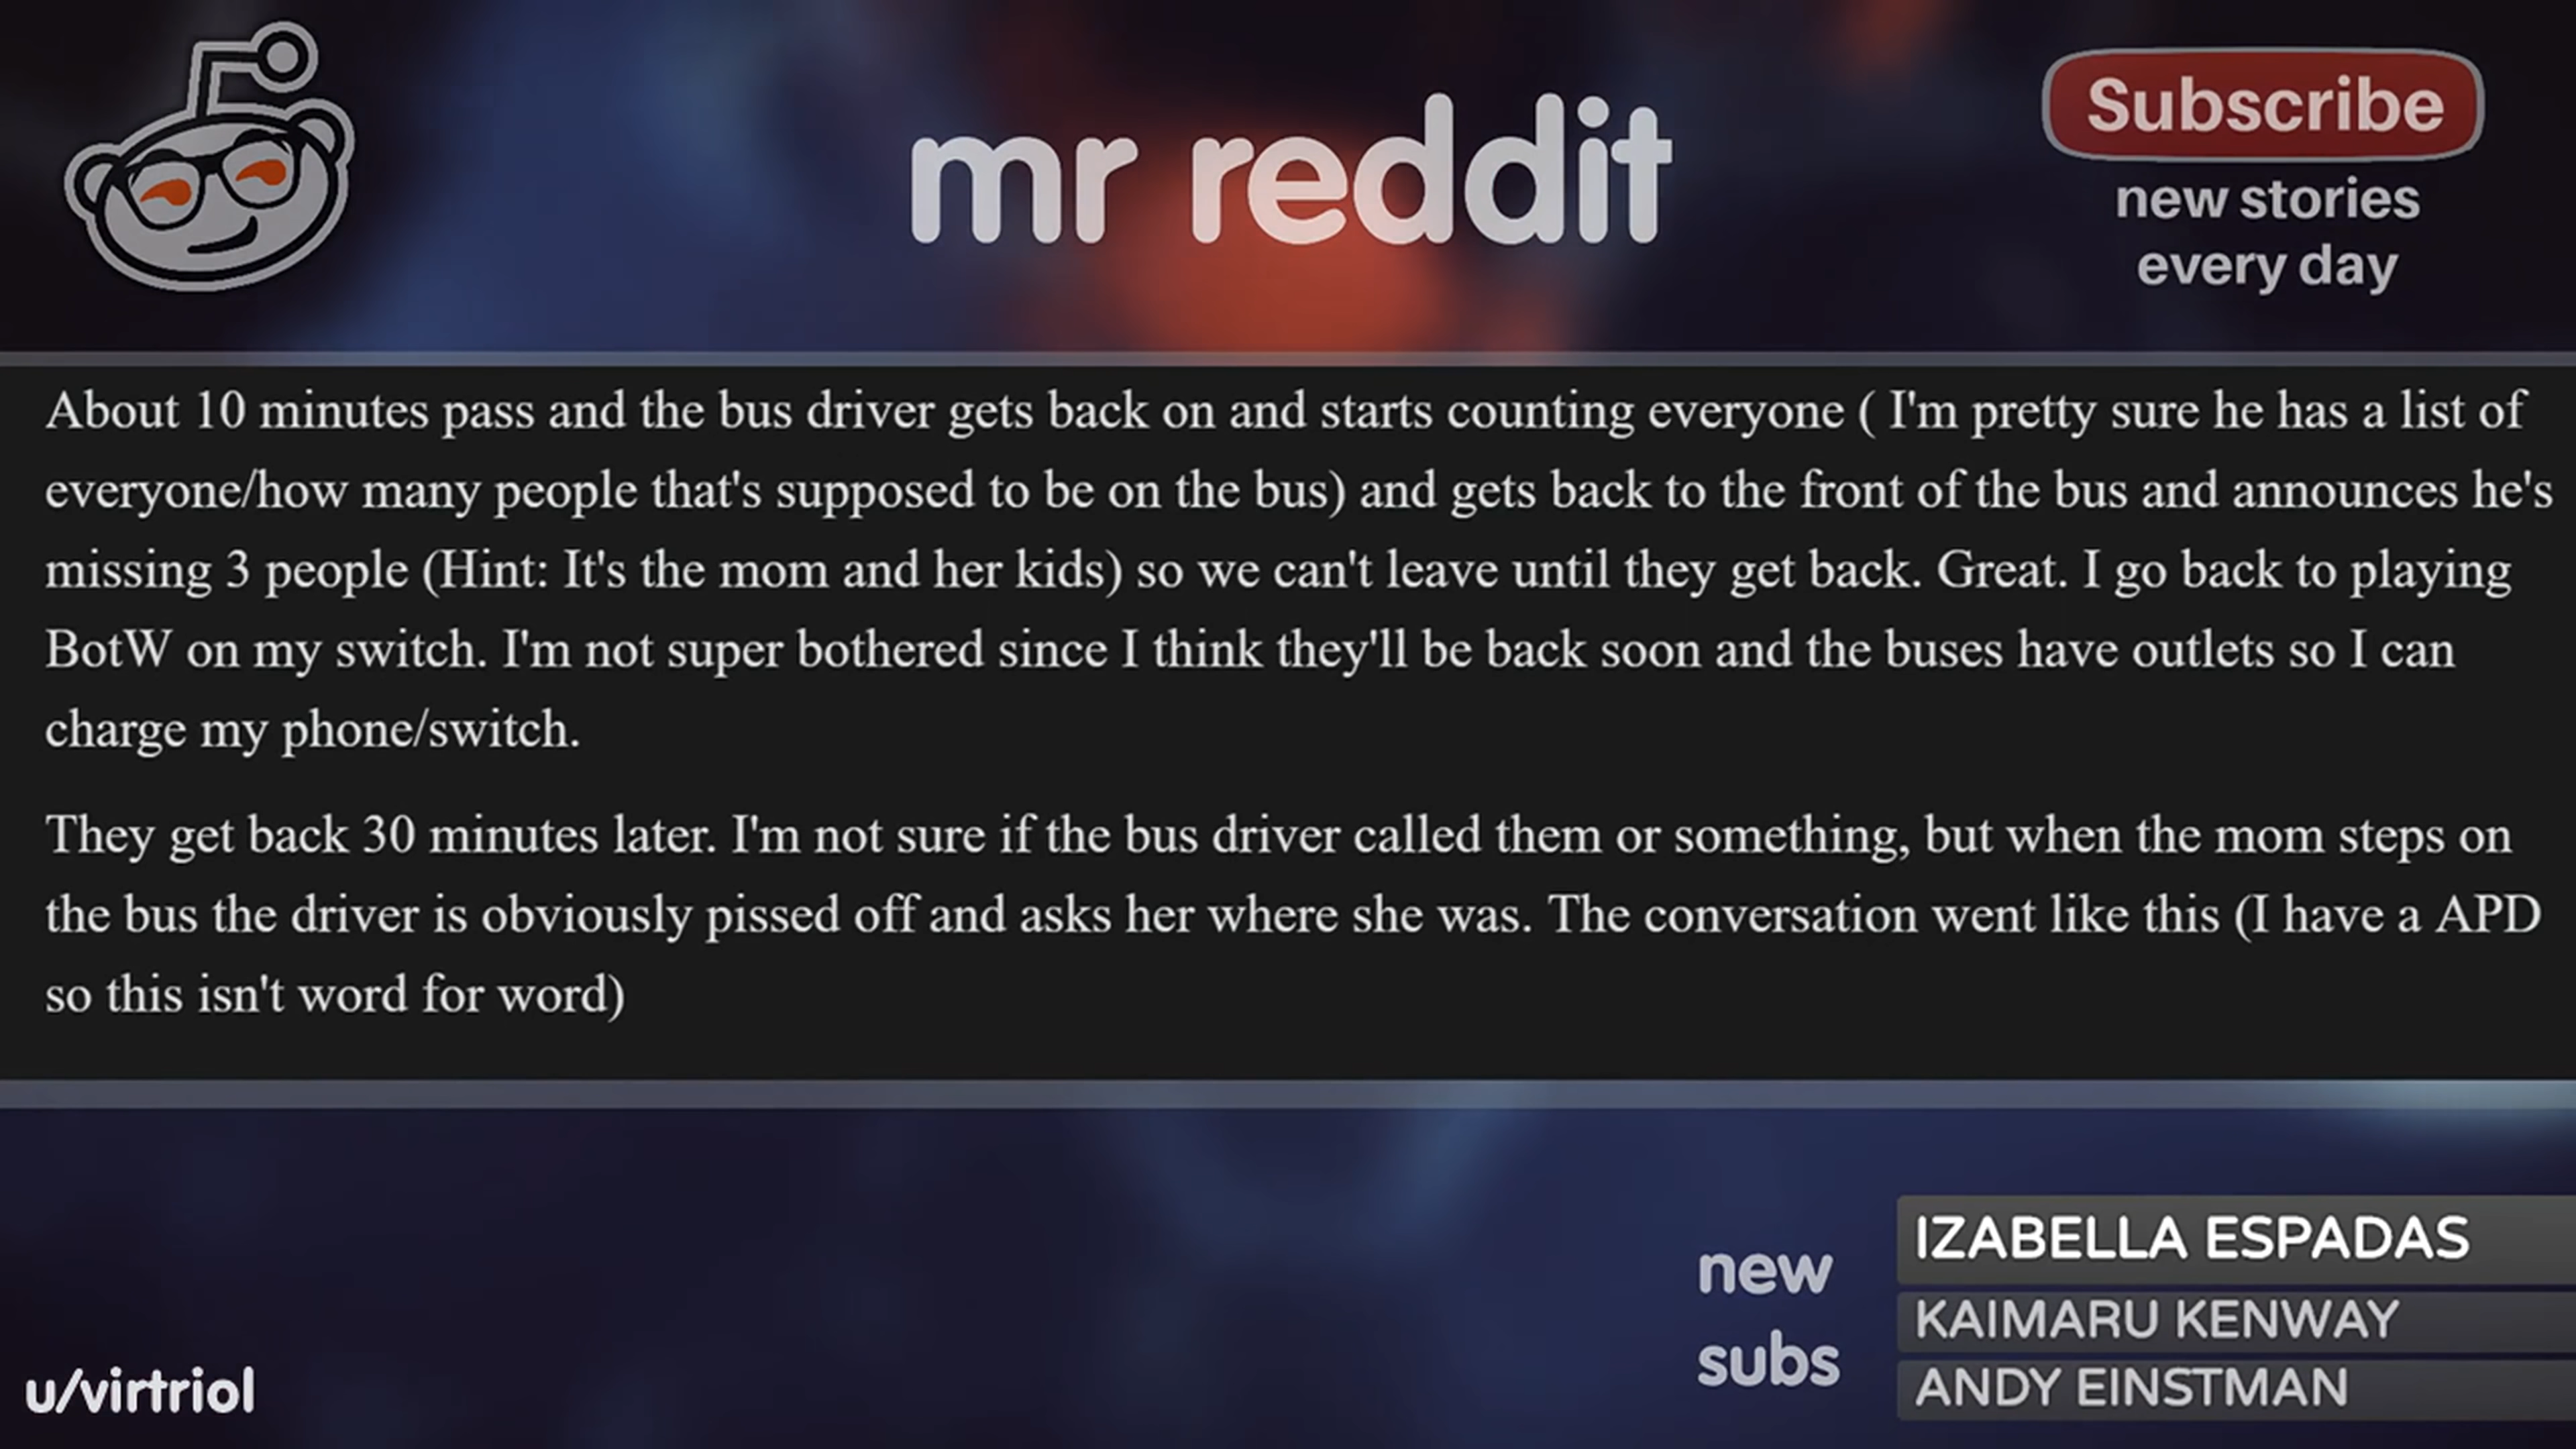 mr reddit
Subscribe
new stories
every day
About 10 minutes pass and the bus driver gets back on and starts counting everyone ( I'm pretty sure he has a list of
everyone/how many people that's supposed to be on the bus) and gets back to the front of the bus and announces he's
missing 3 people (Hint: It's the mom and her kids) so we can't leave until they get back. Great. I go back to playing
BotW on my switch. I'm not super bothered since I think they'll be back soon and the buses have outlets so I can
charge my phone/switch.
They get back 30 minutes later. I'm not sure if the bus driver called them or something, but when the mom steps on
the bus the driver is obviously pissed off and asks her where she was. The conversation went like this (I have a APD
so this isn't word for word)
new
subs
IZABELLA ESPADAS
KAIMARU KENWAY
ANDY EINSTMAN
u/virtriol